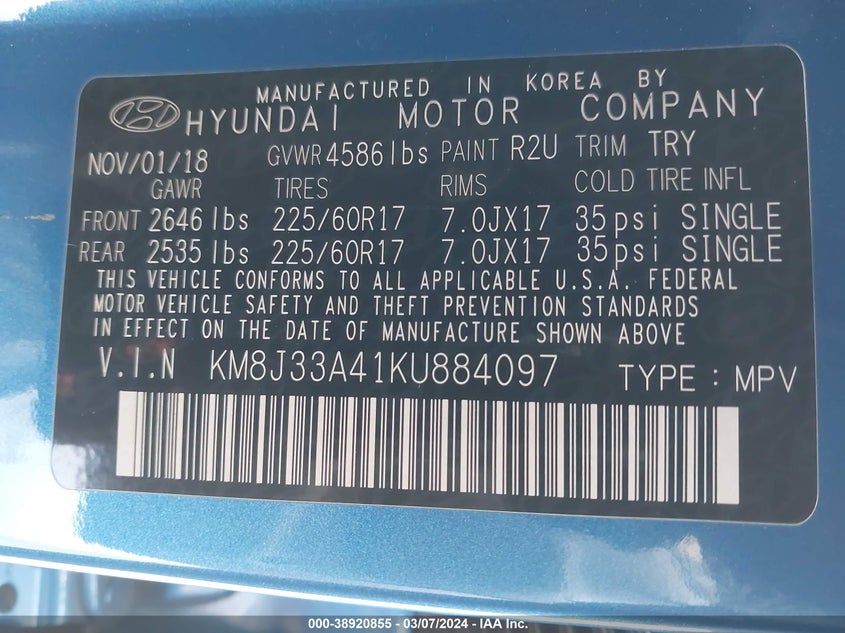 MANUFACTURED IN KOREA BY
HYUNDAI MOTOR COMPANY
NOV/01/18 GVWR 4586 lbs PAINT R2U TRIM TRY
GAWR TIRES RIMS COLD TIRE INFL
FRONT 2646 lbs 225/60R17 7.0JX17 35psi SINGLE
REAR 2535 lbs 225/60R17 7.0JX17 35psi SINGLE
THIS VEHICLE CONFORMS TO ALL APPLICABLE U.S.A. FEDERAL
MOTOR VEHICLE SAFETY AND THEFT PREVENTION STANDARDS
IN EFFECT ON THE DATE OF MANUFACTURE SHOWN ABOVE
V.I.N KM8J33A41KU884097 TYPE : MPV
000-38920855 — 03/07/2024 — IAA Inc.